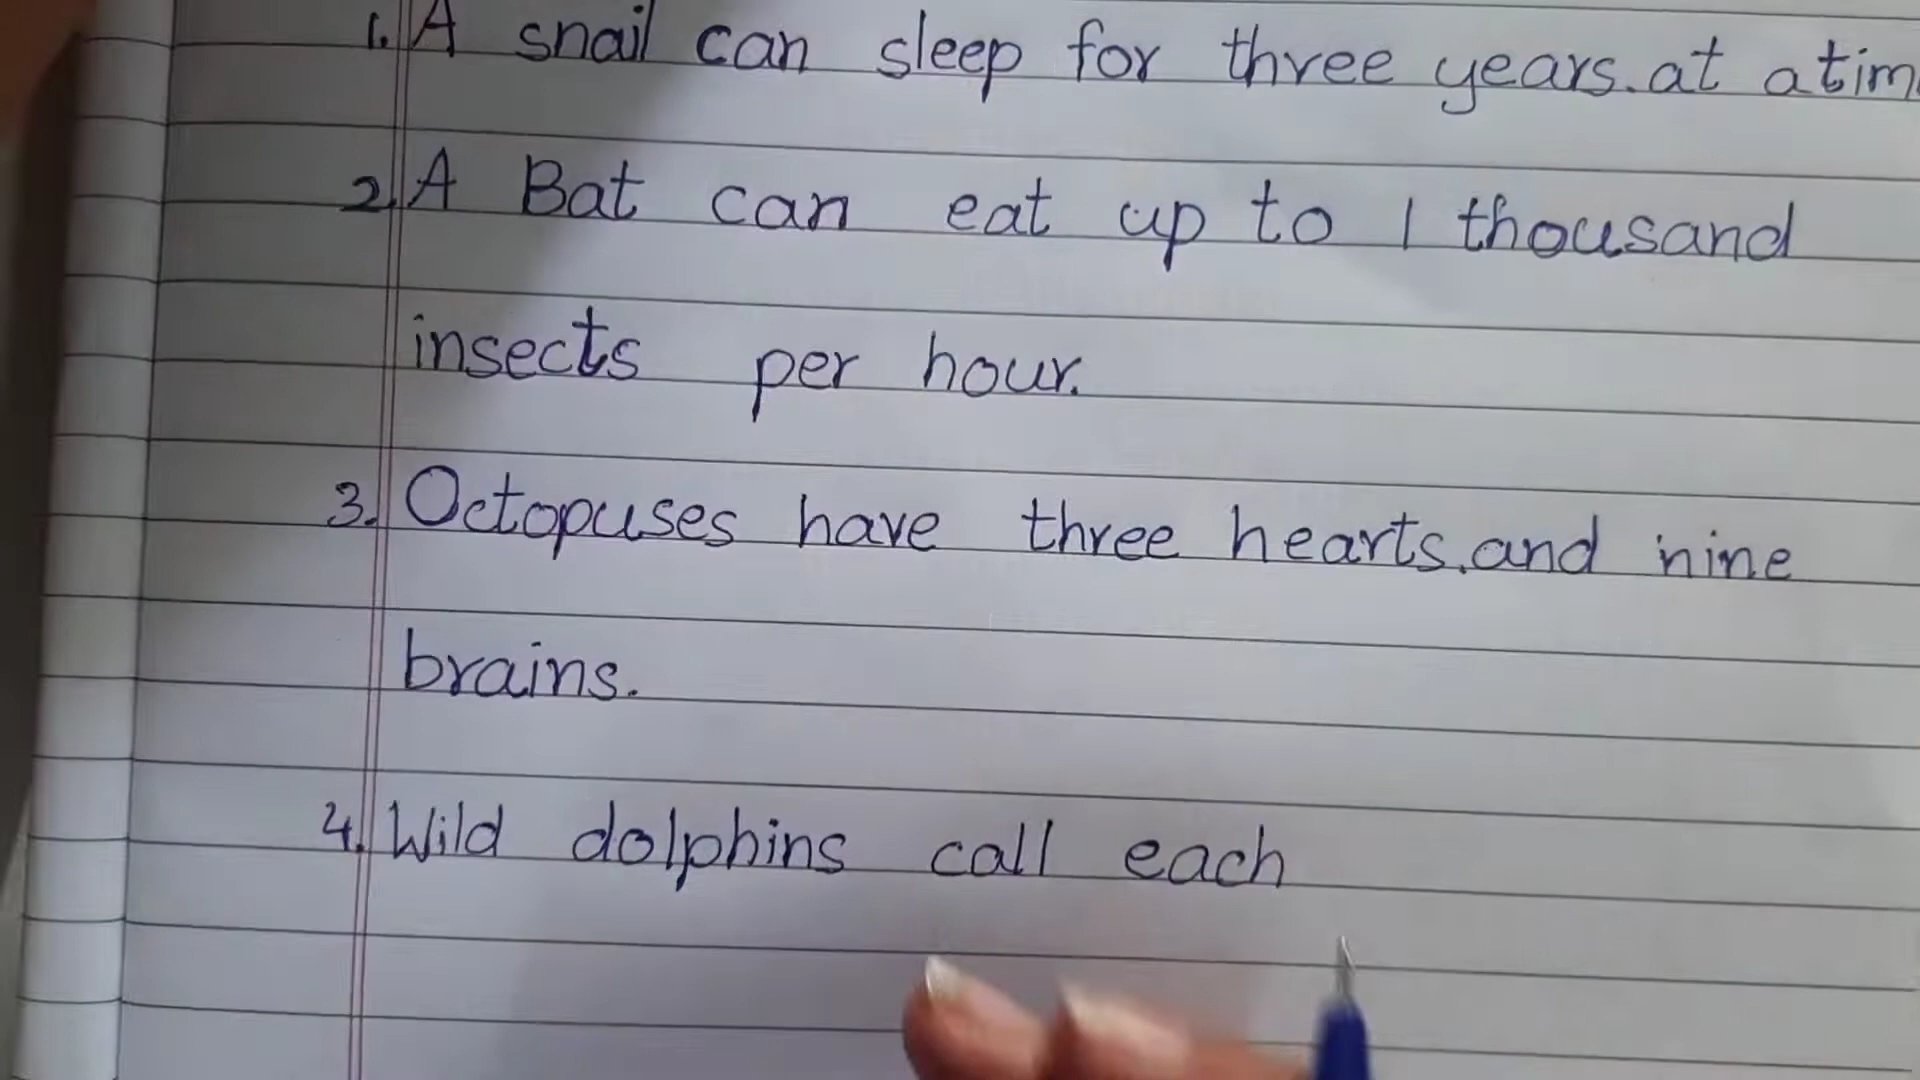 1. A snail can sleep for three years. at a tim
2. A Bat can eat up to 1 thousand
insects per hour.
3. Octopuses have three hearts. and nine
brains.
4. Wild dolphins call each